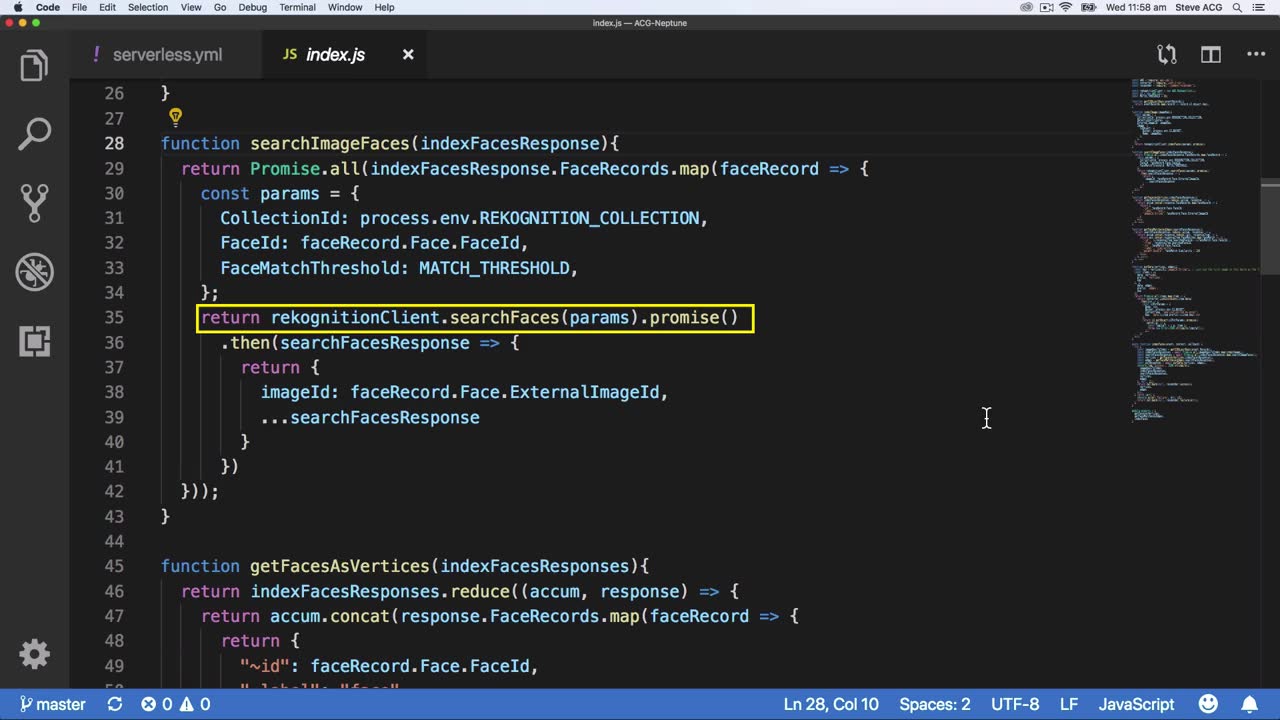 Code File Edit Selection View Go Debug Terminal Window Help Wed 11:58 am Steve ACG
index.js — ACG-Neptune
! serverless.yml JS index.js ×
26 }
27
28 function searchImageFaces(indexFacesResponse){
29 return Promise.all(indexFacesResponse.FaceRecords.map(faceRecord => {
30 const params = {
31 CollectionId: process.env.REKOGNITION_COLLECTION,
32 FaceId: faceRecord.Face.FaceId,
33 FaceMatchThreshold: MATCH_THRESHOLD,
34 };
35 return rekognitionClient.searchFaces(params).promise()
36 .then(searchFacesResponse => {
37 return {
38 imageId: faceRecord.Face.ExternalImageId,
39 ...searchFacesResponse
40 }
41 })
42 }));
43 }
44
45 function getFacesAsVertices(indexFacesResponses){
46 return indexFacesResponses.reduce((accum, response) => {
47 return accum.concat(response.FaceRecords.map(faceRecord => {
48 return {
49 "~id": faceRecord.Face.FaceId,
master 0 0 Ln 28, Col 10 Spaces: 2 UTF-8 LF JavaScript